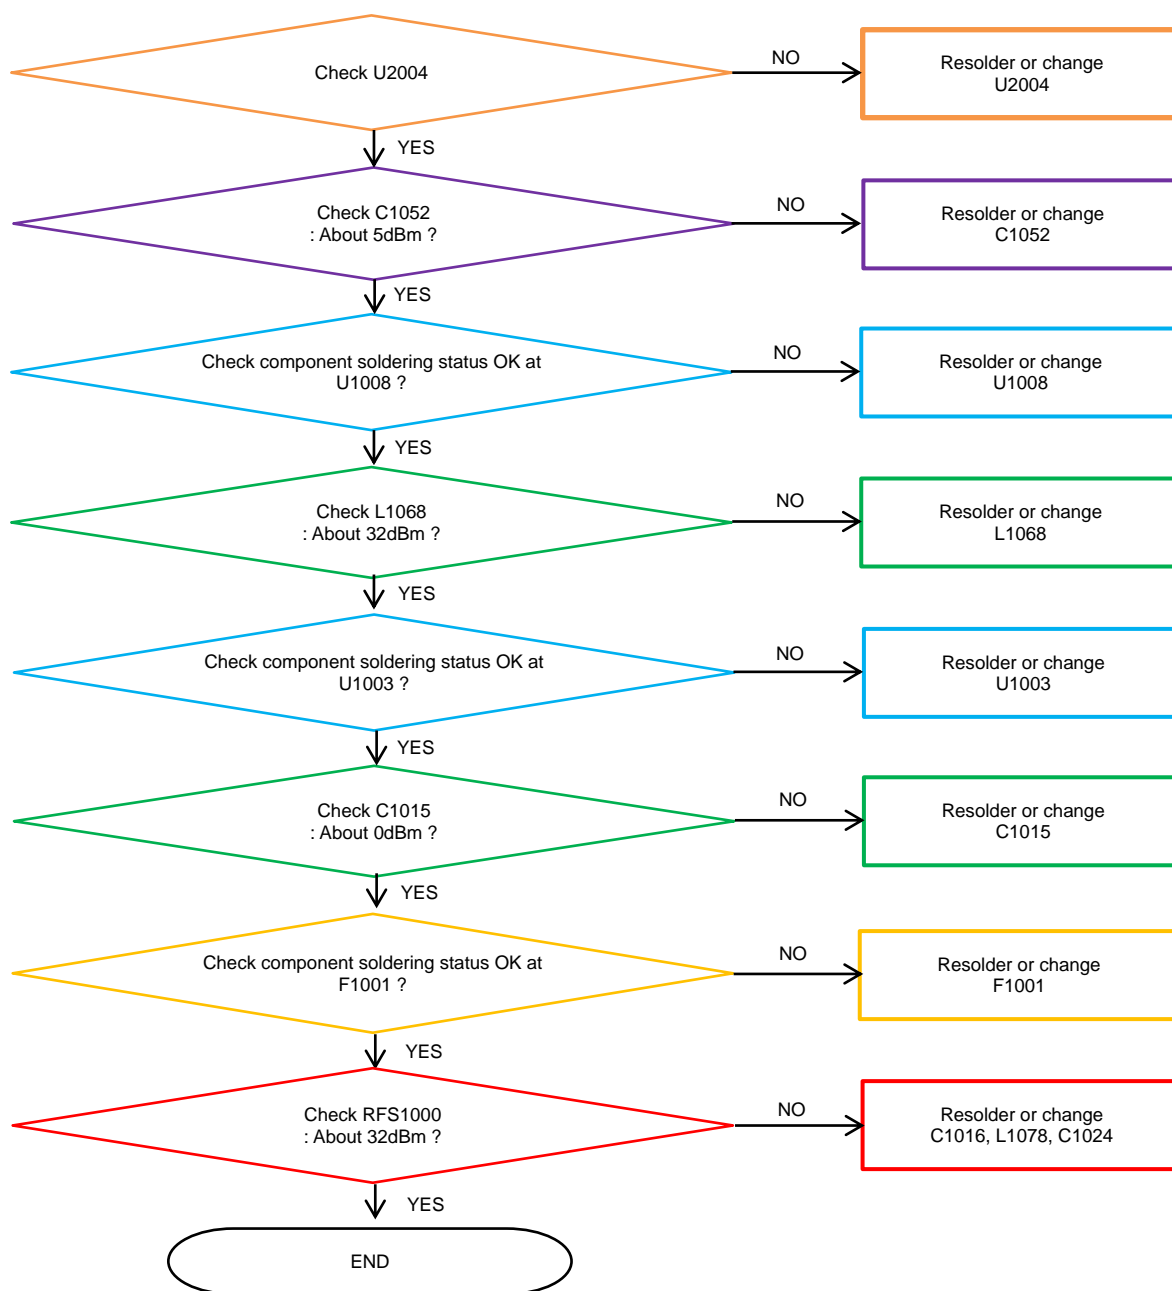 Check U2004
NO
Resolder or change
U2004
YES
Check C1052
: About 5dBm ?
NO
Resolder or change
C1052
YES
Check component soldering status OK at
U1008 ?
NO
Resolder or change
U1008
YES
Check L1068
: About 32dBm ?
NO
Resolder or change
L1068
YES
Check component soldering status OK at
U1003 ?
NO
Resolder or change
U1003
YES
Check C1015
: About 0dBm ?
NO
Resolder or change
C1015
YES
Check component soldering status OK at
F1001 ?
NO
Resolder or change
F1001
YES
Check RFS1000
: About 32dBm ?
NO
Resolder or change
C1016, L1078, C1024
YES
END